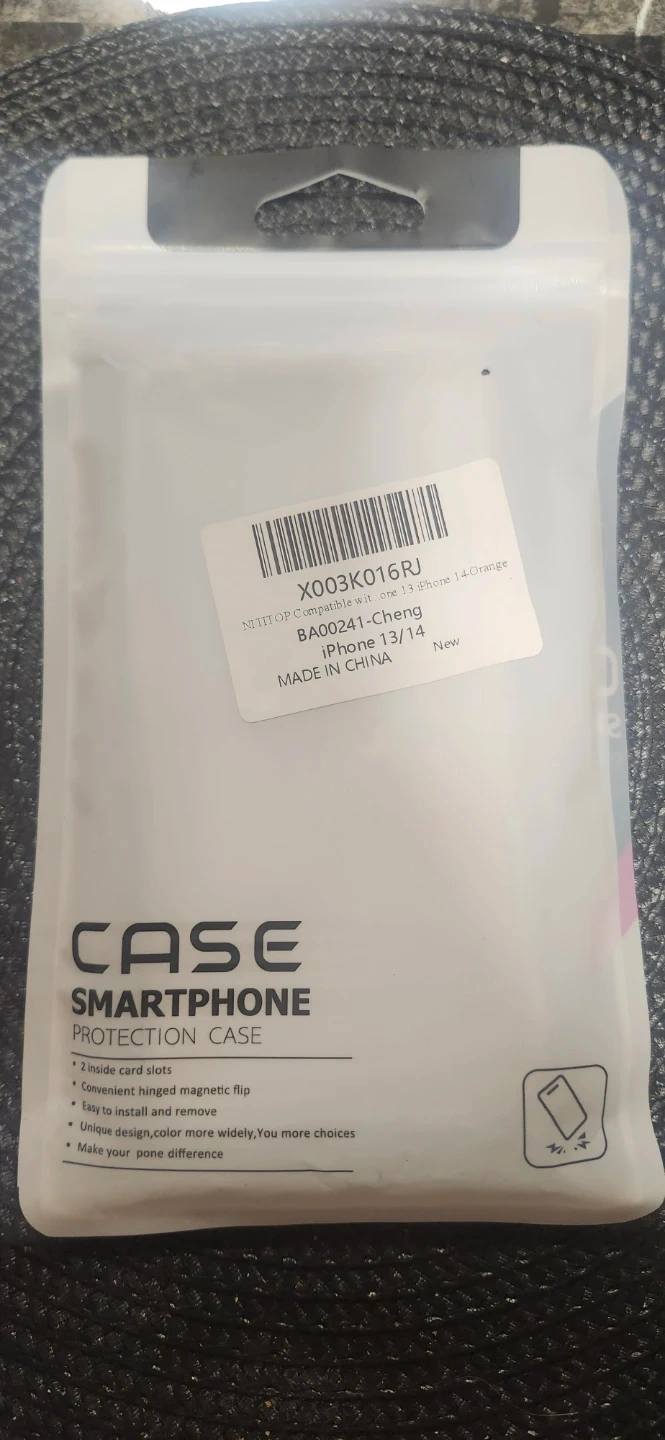 X003K016RJ
NITITOP Compatible wit...one 13 iPhone 14-Orange
BA00241-Cheng
iPhone 13/14
MADE IN CHINA New
CASE
SMARTPHONE
PROTECTION CASE
• 2 inside card slots
• Convenient hinged magnetic flip
• Easy to install and remove
• Unique design,color more widely,You more choices
• Make your pone difference